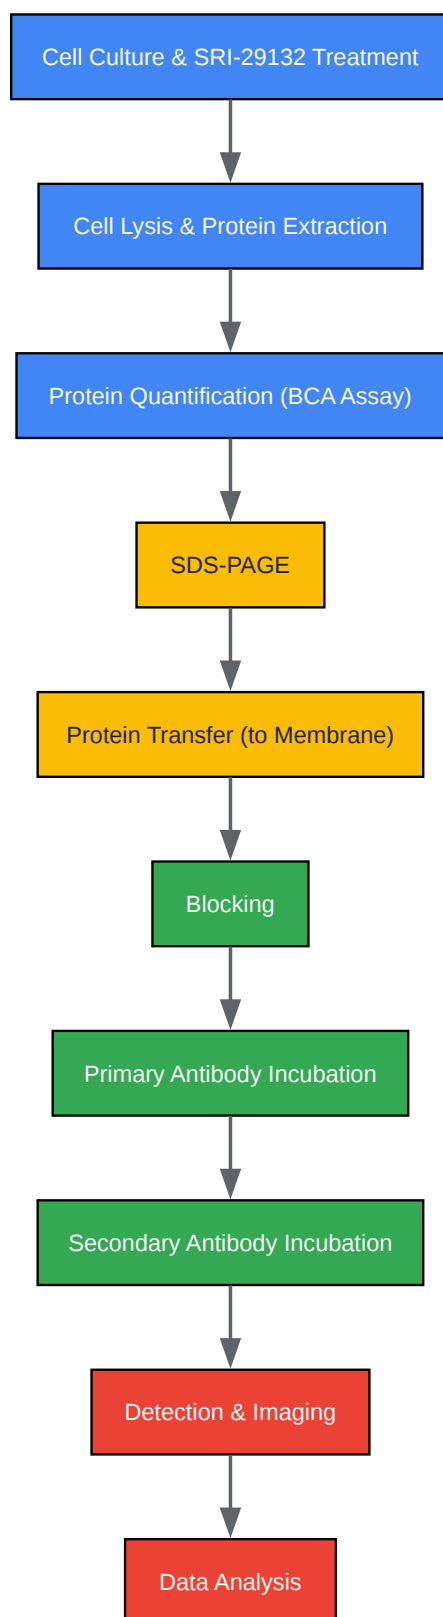 Cell Culture & SRI-29132 Treatment
Cell Lysis & Protein Extraction
Protein Quantification (BCA Assay)
SDS-PAGE
Protein Transfer (to Membrane)
Blocking
Primary Antibody Incubation
Secondary Antibody Incubation
Detection & Imaging
Data Analysis